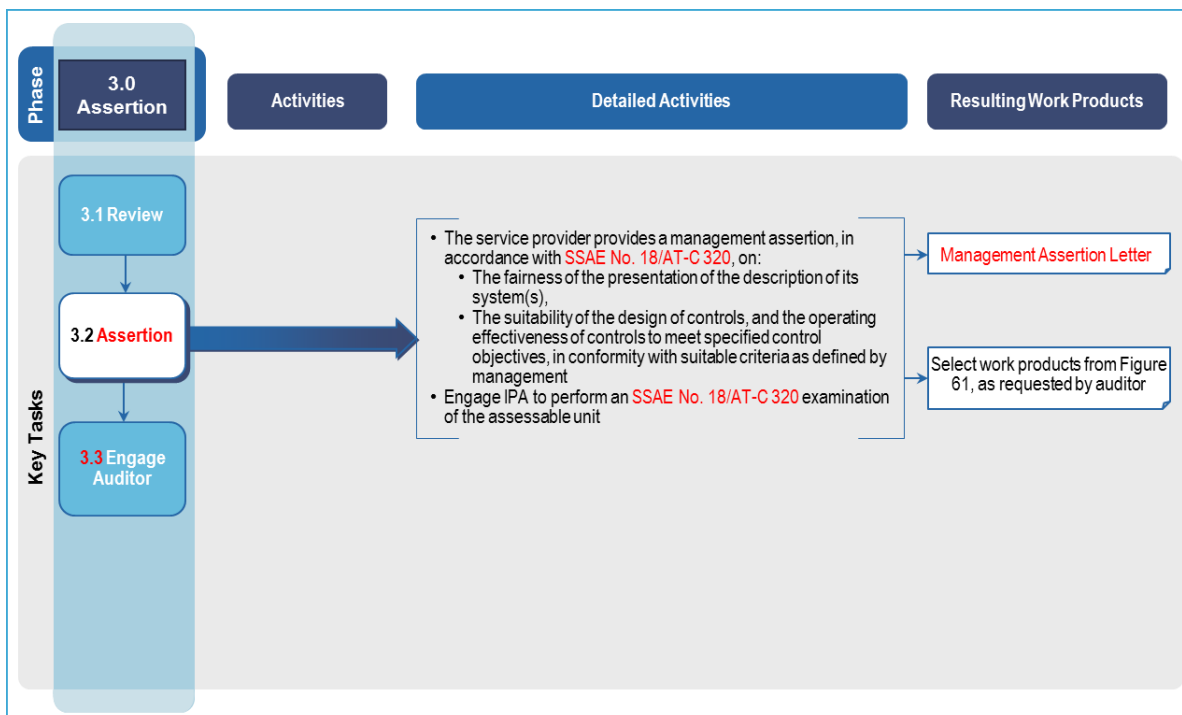 Phase
3.0
Assertion
Activities
Detailed Activities
Resulting Work Products
Key Tasks
3.1 Review
3.2 Assertion
3.3 Engage
Auditor
• The service provider provides a management assertion, in
accordance with SSAE No. 18/AT-C 320, on:
• The fairness of the presentation of the description of its
system(s),
• The suitability of the design of controls, and the operating
effectiveness of controls to meet specified control
objectives, in conformity with suitable criteria as defined by
management
• Engage IPA to perform an SSAE No. 18/AT-C 320 examination
of the assessable unit
Management Assertion Letter
Select work products from Figure
61, as requested by auditor